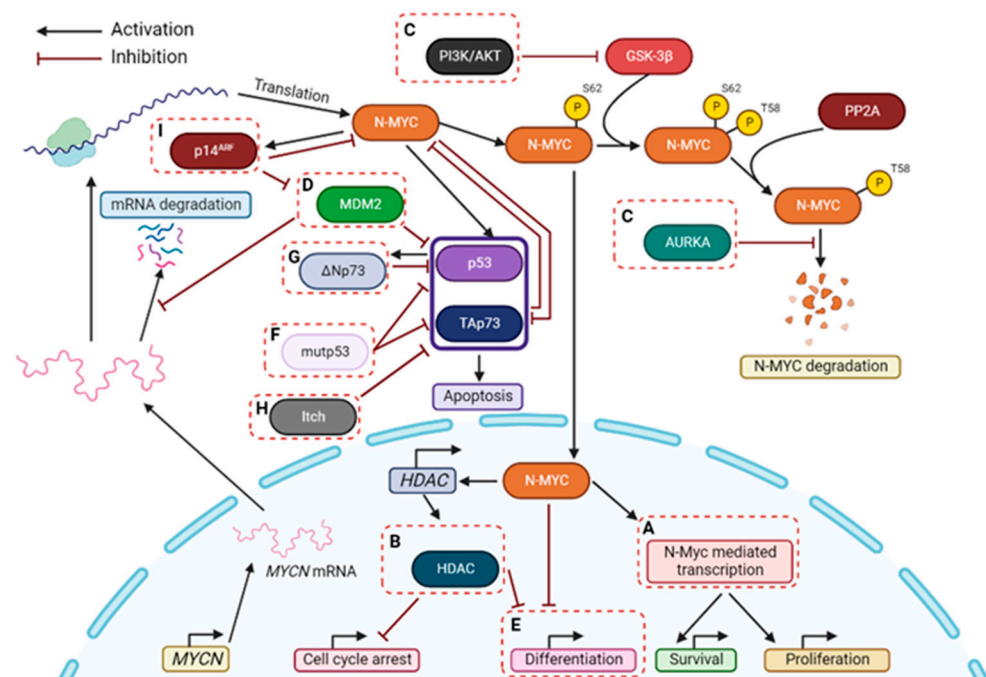 Activation
Inhibition
C
PI3K/AKT
GSK-3β
Translation
N-MYC
P
S62
N-MYC
P
S62
P
T58
N-MYC
PP2A
P
T58
N-MYC
I
p14ARF
mRNA degradation
D
MDM2
C
AURKA
G
ΔNp73
p53
TAp73
F
mutp53
H
Itch
Apoptosis
N-MYC degradation
HDAC
N-MYC
A
N-Myc mediated
transcription
B
HDAC
MYCN mRNA
E
MYCN
Cell cycle arrest
Differentiation
Survival
Proliferation